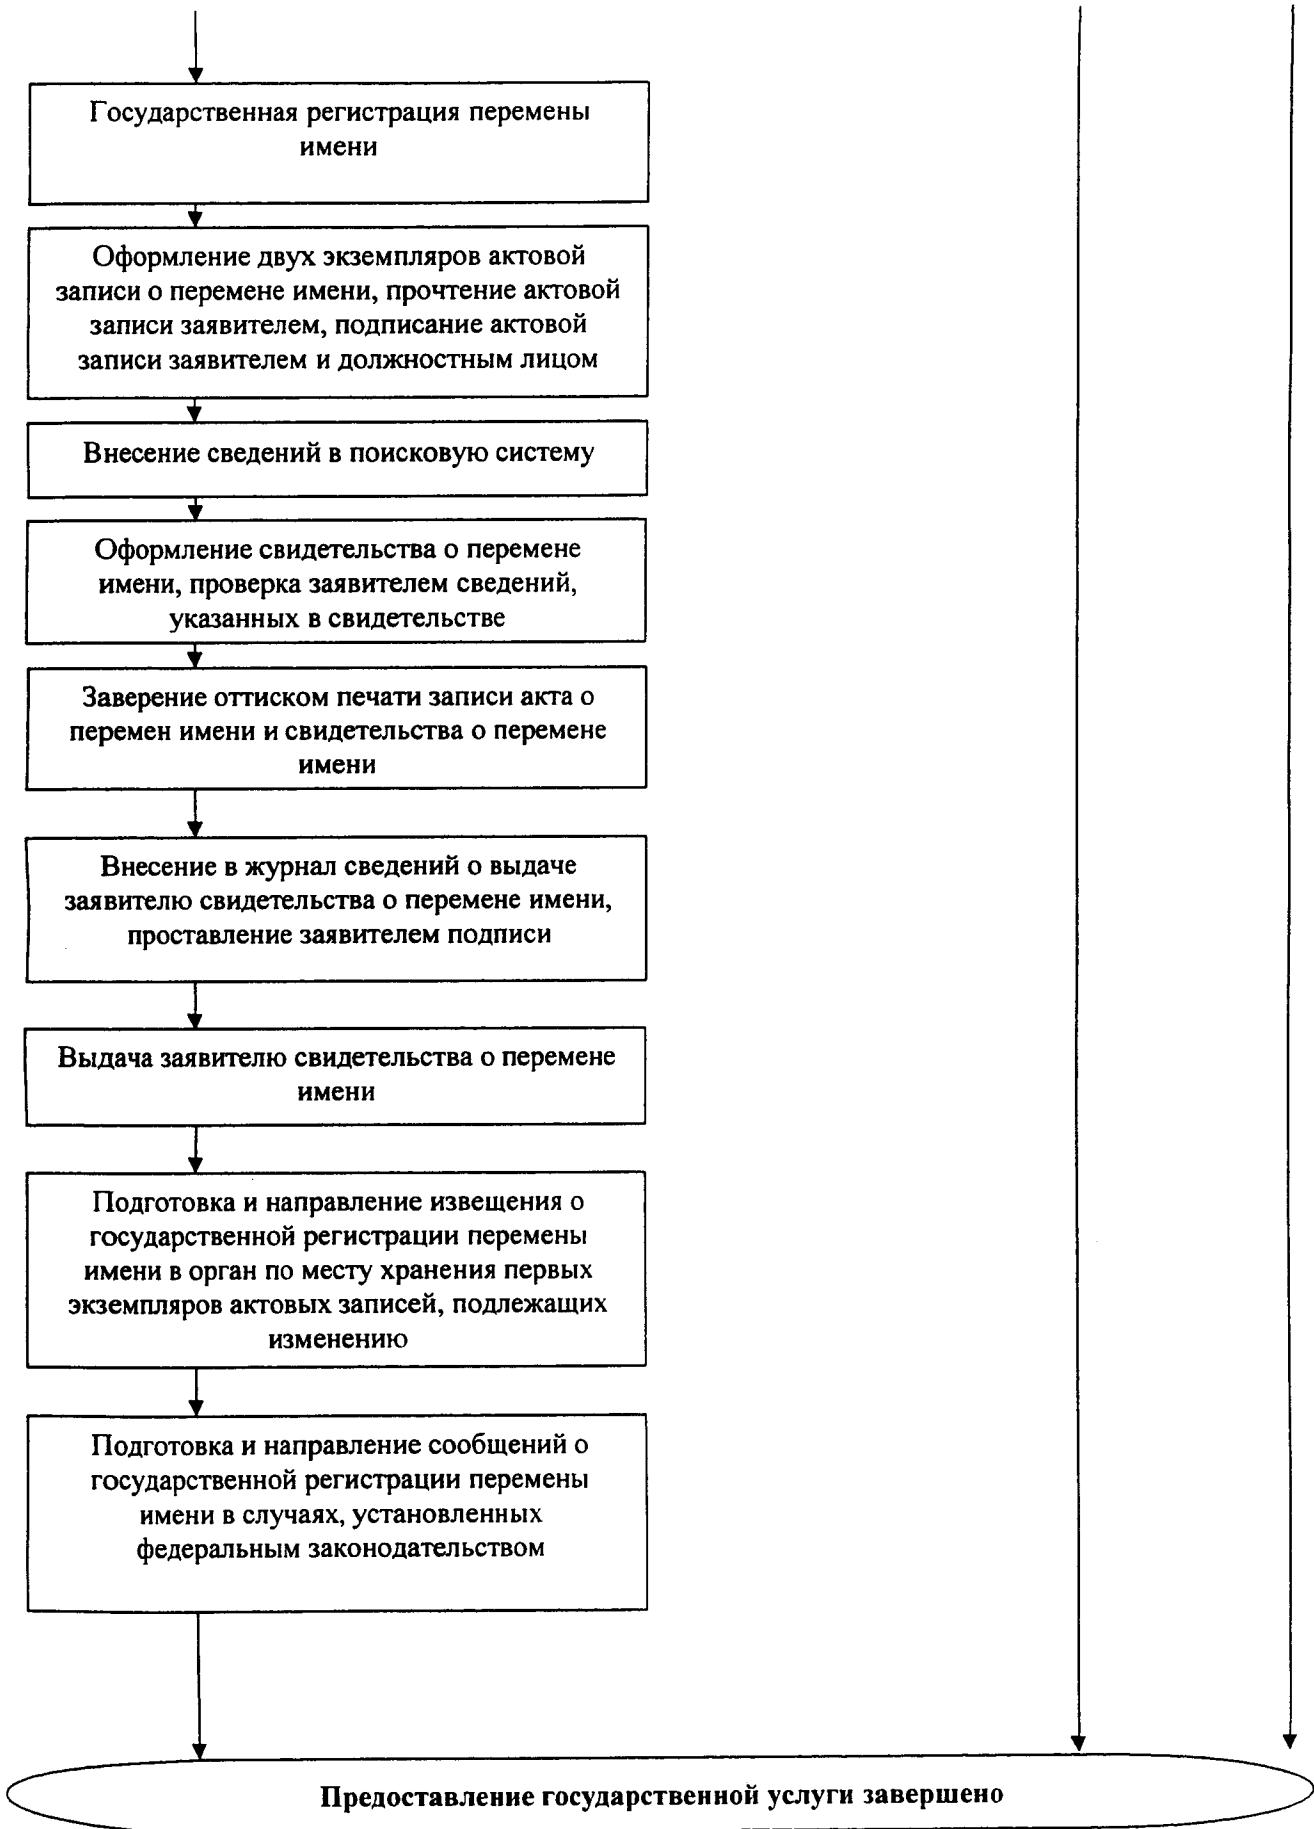 Государственная регистрация перемены
имени
Оформление двух экземпляров актовой
записи о перемене имени, прочтение актовой
записи заявителем, подписание актовой
записи заявителем и должностным лицом
Внесение сведений в поисковую систему
Оформление свидетельства о перемене
имени, проверка заявителем сведений,
указанных в свидетельстве
Заверение оттиском печати записи акта о
перемен имени и свидетельства о перемене
имени
Внесение в журнал сведений о выдаче
заявителю свидетельства о перемене имени,
проставление заявителем подписи
Выдача заявителю свидетельства о перемене
имени
Подготовка и направление извещения о
государственной регистрации перемены
имени в орган по месту хранения первых
экземпляров актовых записей, подлежащих
изменению
Подготовка и направление сообщений о
государственной регистрации перемены
имени в случаях, установленных
федеральным законодательством
Предоставление государственной услуги завершено